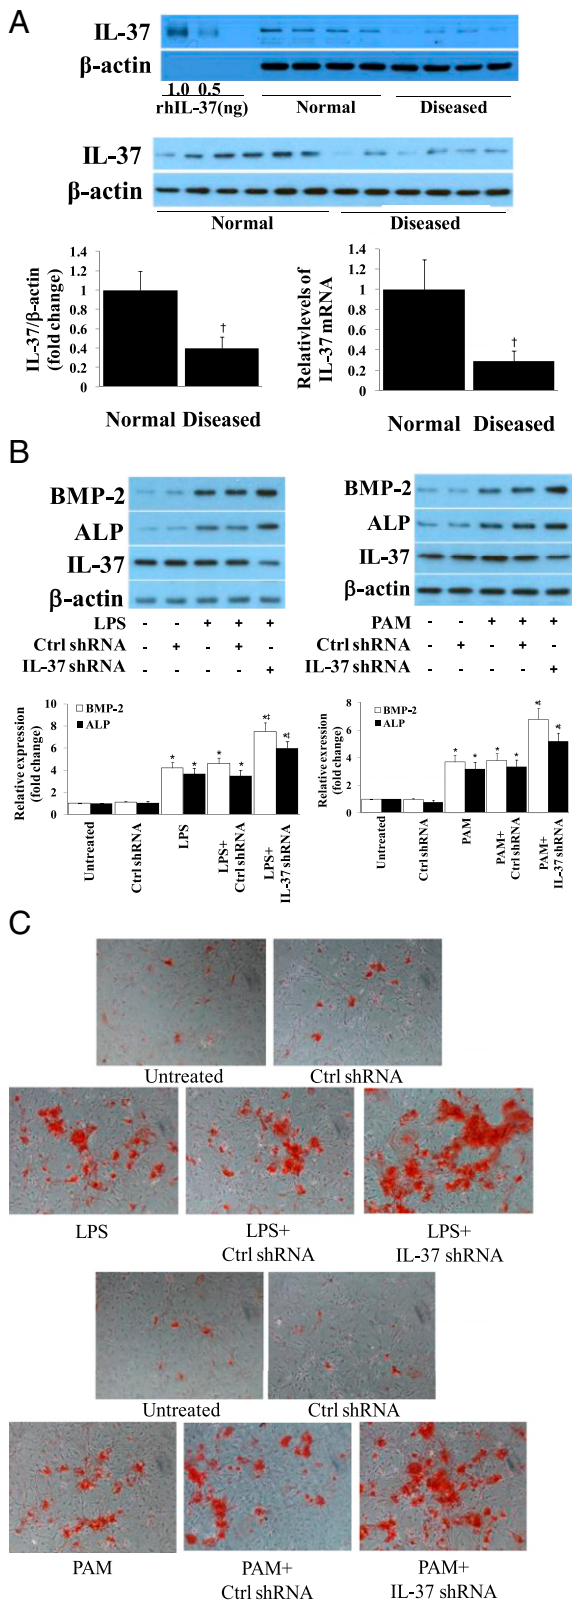 A
IL-37
β-actin
1.0 0.5
rhIL-37(ng) Normal Diseased
IL-37
β-actin
Normal Diseased
IL-37/β-actin
(fold change)
1.4
1.2
1
0.8
0.6
0.4
0.2
0
†
Normal Diseased
Relative levels of
IL-37 mRNA
1.4
1.2
1
0.8
0.6
0.4
0.2
0
†
Normal Diseased
B
BMP-2
ALP
IL-37
β-actin
LPS - - + + +
Ctrl shRNA - + - + -
IL-37 shRNA - - - - +
BMP-2
ALP
IL-37
β-actin
PAM - - + + +
Ctrl shRNA - + - + -
IL-37 shRNA - - - - +
Relative expression
(fold change)
10
8
6
4
2
0
BMP-2
ALP
* * * * *‡ *‡
Untreated
Ctrl shRNA
LPS
LPS+
Ctrl shRNA
LPS+
IL-37 shRNA
Relative expression
(fold change)
8
4
2
0
BMP-2
ALP
* * * * *‡ *‡
Untreated
Ctrl shRNA
PAM
PAM+
Ctrl shRNA
PAM+
IL-37 shRNA
C
Untreated Ctrl shRNA
LPS LPS+ LPS+
Ctrl shRNA IL-37 shRNA
Untreated Ctrl shRNA
PAM PAM+ PAM+
Ctrl shRNA IL-37 shRNA